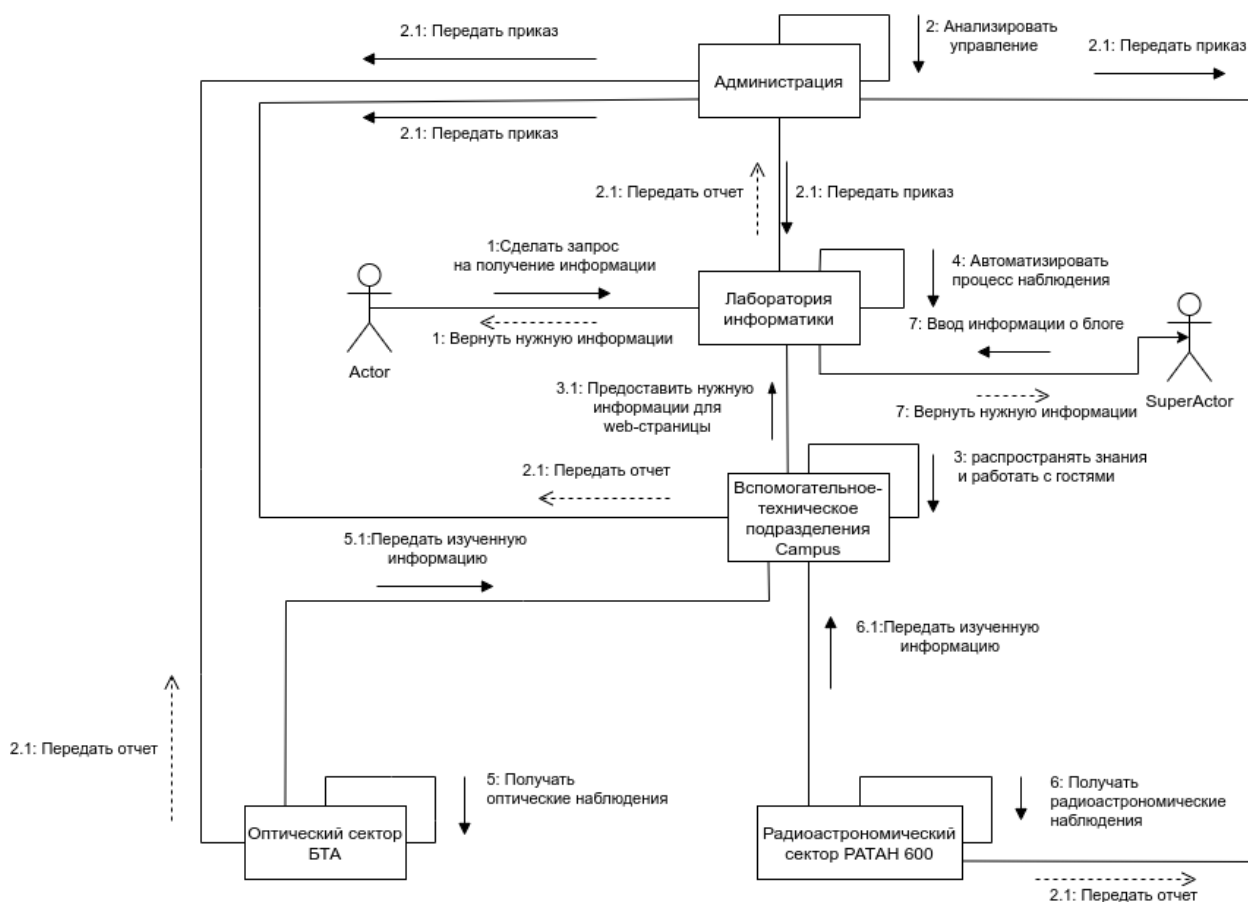 2.1: Передать приказ
2: Анализировать
управление
2.1: Передать приказ
Администрация
2.1: Передать приказ
2.1: Передать отчет
2.1: Передать приказ
1:Сделать запрос
на получение информации
4: Автоматизировать
процесс наблюдения
Лаборатория
информатики
7: Ввод информации о блоге
1: Вернуть нужную информации
Actor
3.1: Предоставить нужную
информации для
web-страницы
7: Вернуть нужную информации
SuperActor
2.1: Передать отчет
3: распространять знания
и работать с гостями
Вспомогательное-
техническое
подразделения
Campus
5.1:Передать изученную
информацию
6.1:Передать изученную
информацию
2.1: Передать отчет
5: Получать
оптические наблюдения
6: Получать
радиоастрономические
наблюдения
Оптический сектор
БТА
Радиоастрономический
сектор РАТАН 600
2.1: Передать отчет